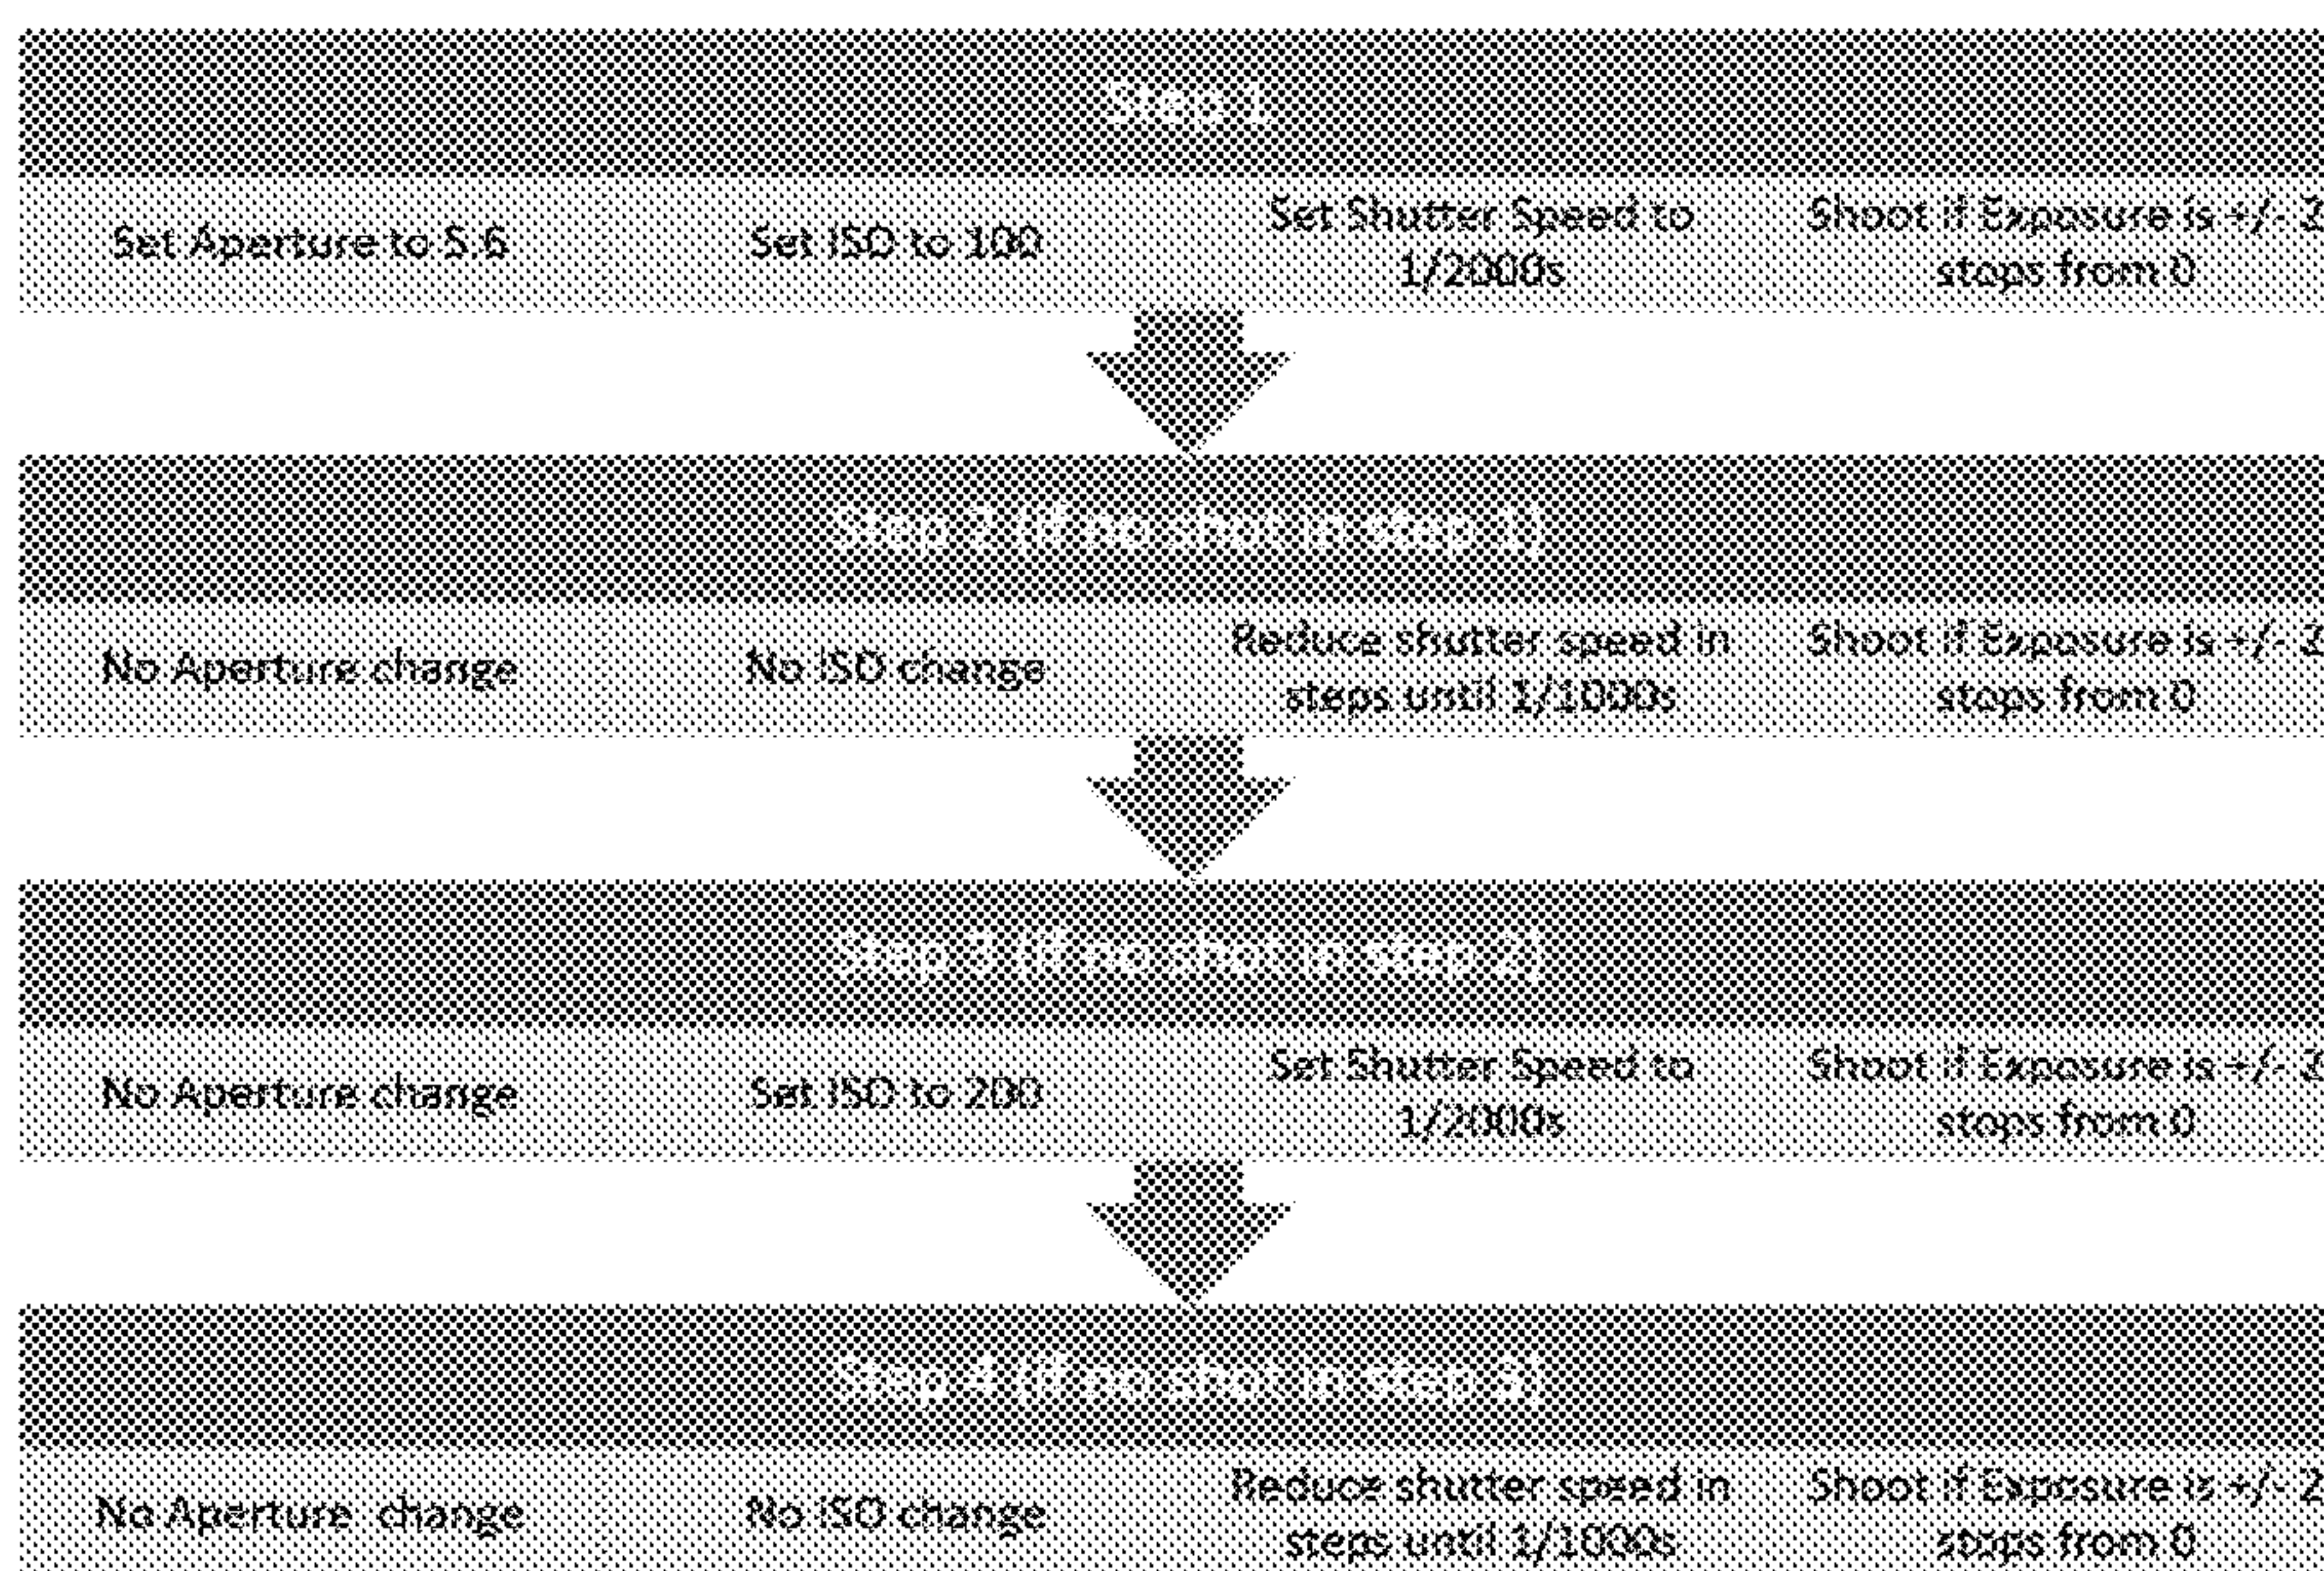 Step 1
Set Aperture to 5.6
Set ISO to 100
Set Shutter Speed to
1/2000s
Shoot if Exposure is +/- 2
stops from 0
Step 2 (if no shot in step 1)
No Aperture change
No ISO change
Reduce shutter speed in
steps until 1/1000s
Shoot if Exposure is +/- 2
stops from 0
Step 3 (if no shot in step 2)
No Aperture change
Set ISO to 200
Set Shutter Speed to
1/2000s
Shoot if Exposure is +/- 2
stops from 0
Step 4 (if no shot in step 3)
No Aperture change
No ISO change
Reduce shutter speed in
steps until 1/1000s
Shoot if Exposure is +/- 2
stops from 0